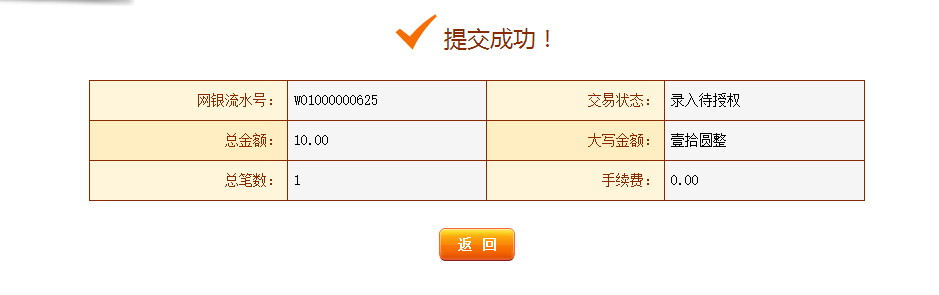 提交成功！
网银流水号： W01000000625 交易状态： 录入待授权
总金额： 10.00 大写金额： 壹拾圆整
总笔数： 1 手续费： 0.00
返 回